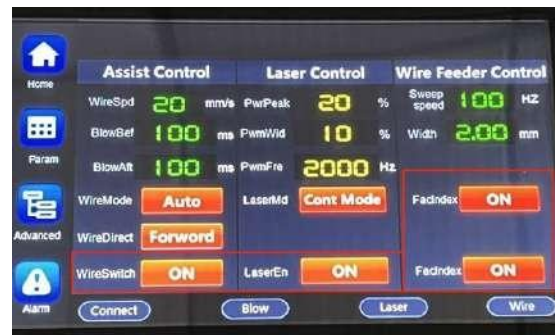 Home
Param
Advanced
Alarm
Assist Control Laser Control Wire Feeder Control
WireSpd 20 mm/s PwrPeak 20 % Sweep speed 100 HZ
BlowBef 100 ms PwmWid 10 % Width 2.00 mm
BlowAft 100 ms PwmFre 2000 Hz
WireMode Auto LaserMd Cont Mode FacIndex ON
WireDirect Forword
WireSwitch ON LaserEn ON FacIndex ON
Connect Blow Laser Wire